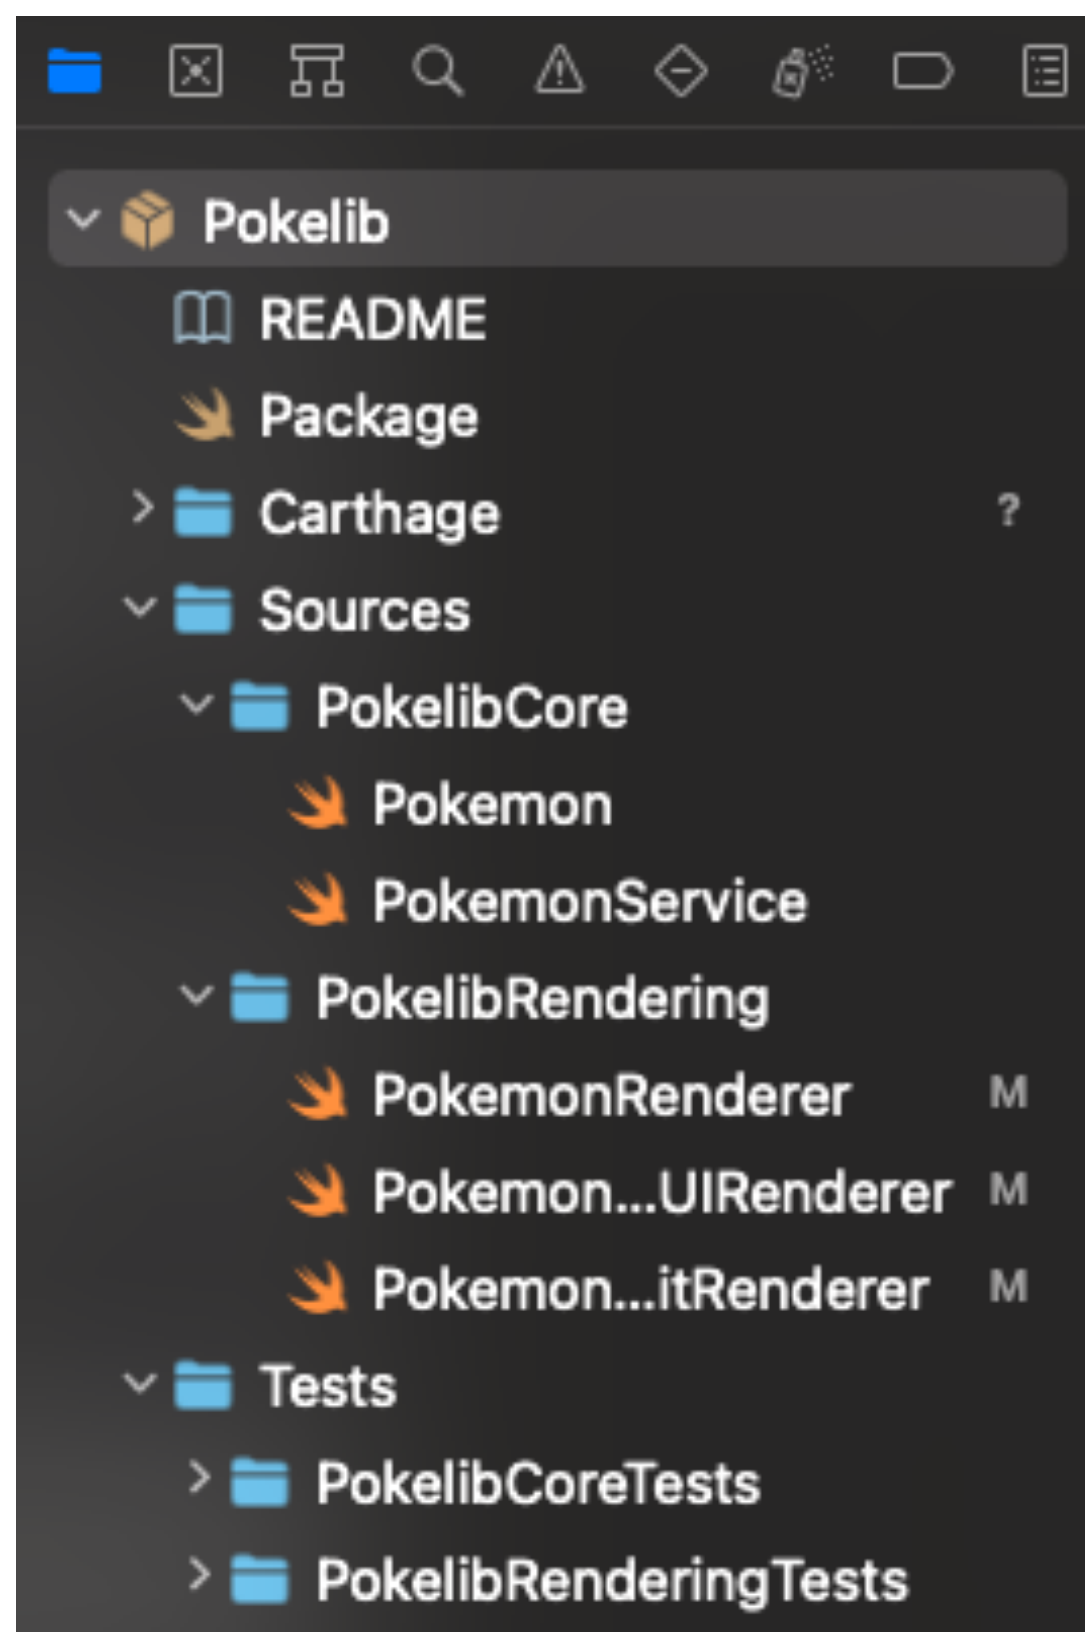 Pokelib
README
Package
Carthage ?
Sources
PokelibCore
Pokemon
PokemonService
PokelibRendering
PokemonRenderer M
Pokemon...UIRenderer M
Pokemon...itRenderer M
Tests
PokelibCoreTests
PokelibRenderingTests